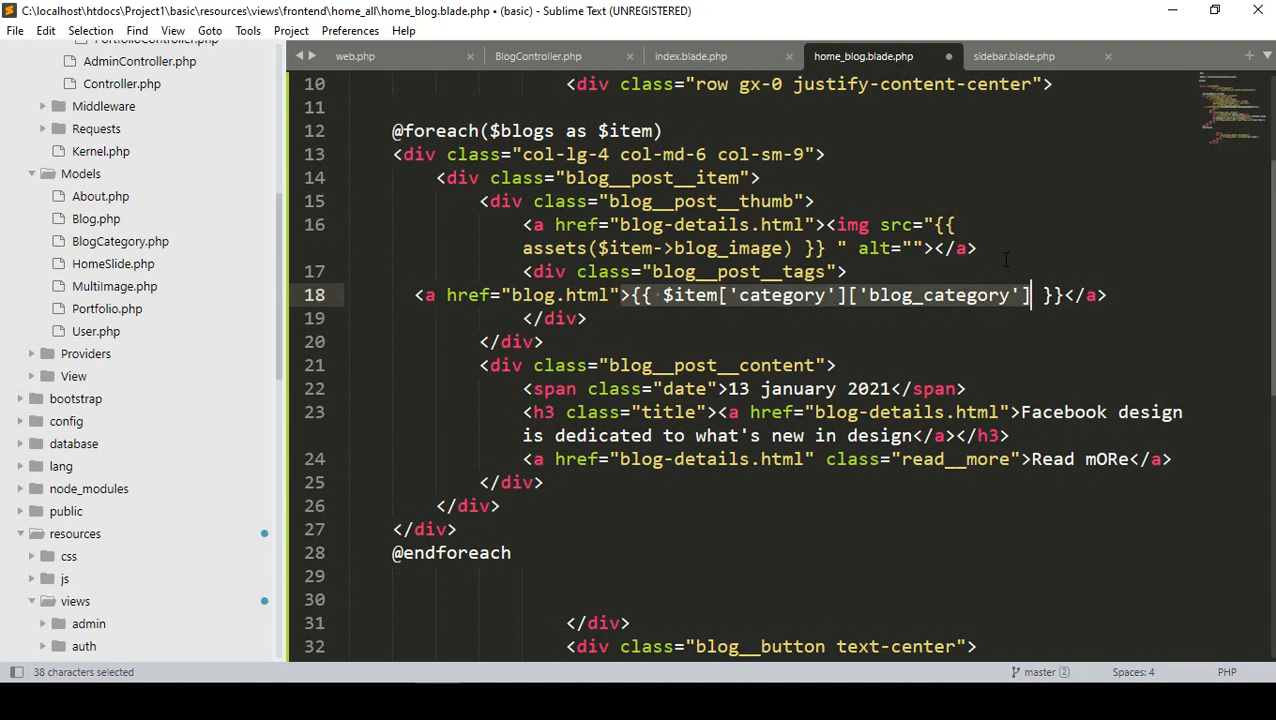 C:\localhost\htdocs\Project1\basic\resources\views\frontend\home_all\home_blog.blade.php • (basic) - Sublime Text (UNREGISTERED)
File Edit Selection Find View Goto Tools Project Preferences Help
PortfolioController.php
AdminController.php
Controller.php
Middleware
Requests
Kernel.php
Models
About.php
Blog.php
BlogCategory.php
HomeSlide.php
MultiImage.php
Portfolio.php
User.php
Providers
View
bootstrap
config
database
lang
node_modules
public
resources
css
js
views
admin
auth
web.php BlogController.php index.blade.php home_blog.blade.php sidebar.blade.php
10 <div class="row gx-0 justify-content-center">
11
12 @foreach($blogs as $item)
13 <div class="col-lg-4 col-md-6 col-sm-9">
14 <div class="blog__post__item">
15 <div class="blog__post__thumb">
16 <a href="blog-details.html"><img src="{{
assets($item->blog_image) }} " alt=""></a>
17 <div class="blog__post__tags">
18 <a href="blog.html">{{ $item['category']['blog_category'] }}</a>
19 </div>
20 </div>
21 <div class="blog__post__content">
22 <span class="date">13 january 2021</span>
23 <h3 class="title"><a href="blog-details.html">Facebook design
is dedicated to what's new in design</a></h3>
24 <a href="blog-details.html" class="read__more">Read mORe</a>
25 </div>
26 </div>
27 </div>
28 @endforeach
29
30
31 </div>
32 <div class="blog__button text-center">
38 characters selected master 2 Spaces: 4 PHP